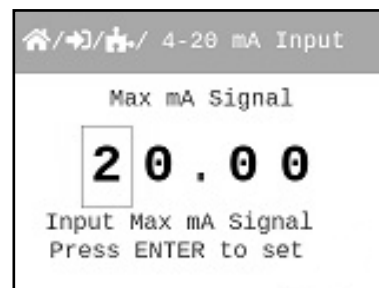 / / / 4-20 mA Input
Max mA Signal
20.00
Input Max mA Signal
Press ENTER to set